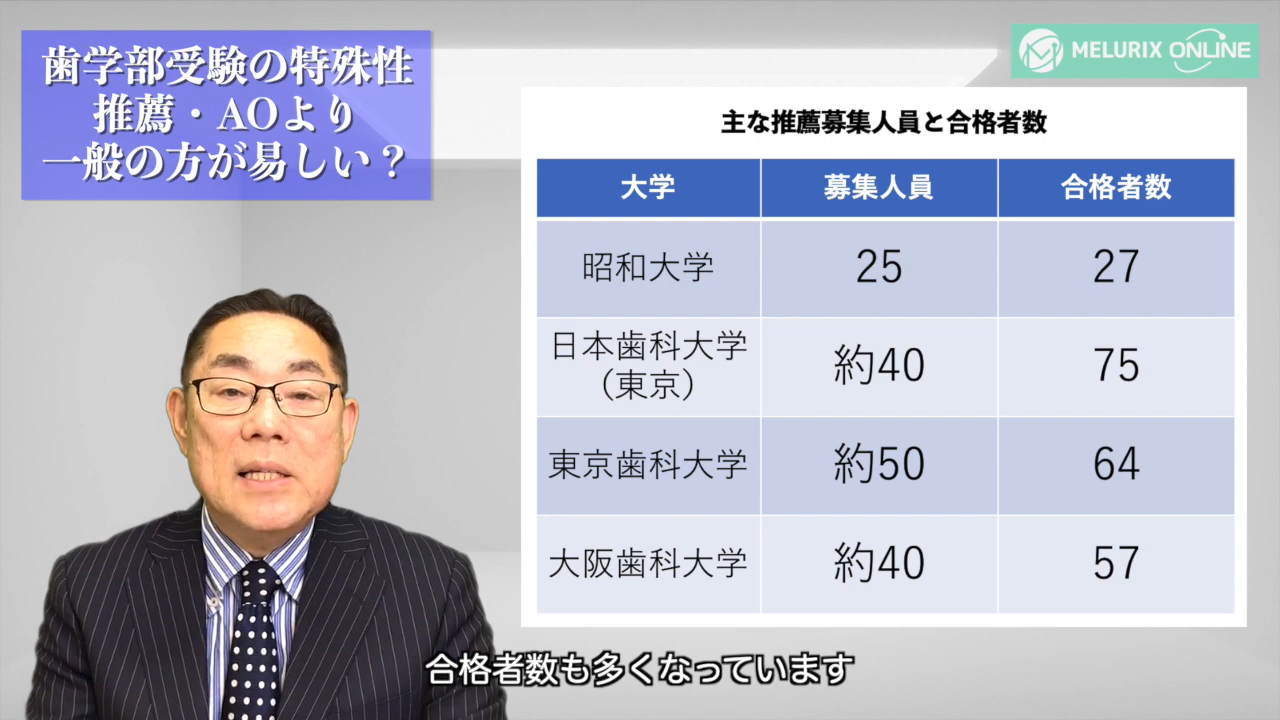 歯学部受験の特殊性
推薦・AOより
一般の方が易しい？
MELURIX ONLINE
主な推薦募集人員と合格者数
大学 募集人員 合格者数
昭和大学 25 27
日本歯科大学
（東京） 約40 75
東京歯科大学 約50 64
大阪歯科大学 約40 57
合格者数も多くなっています